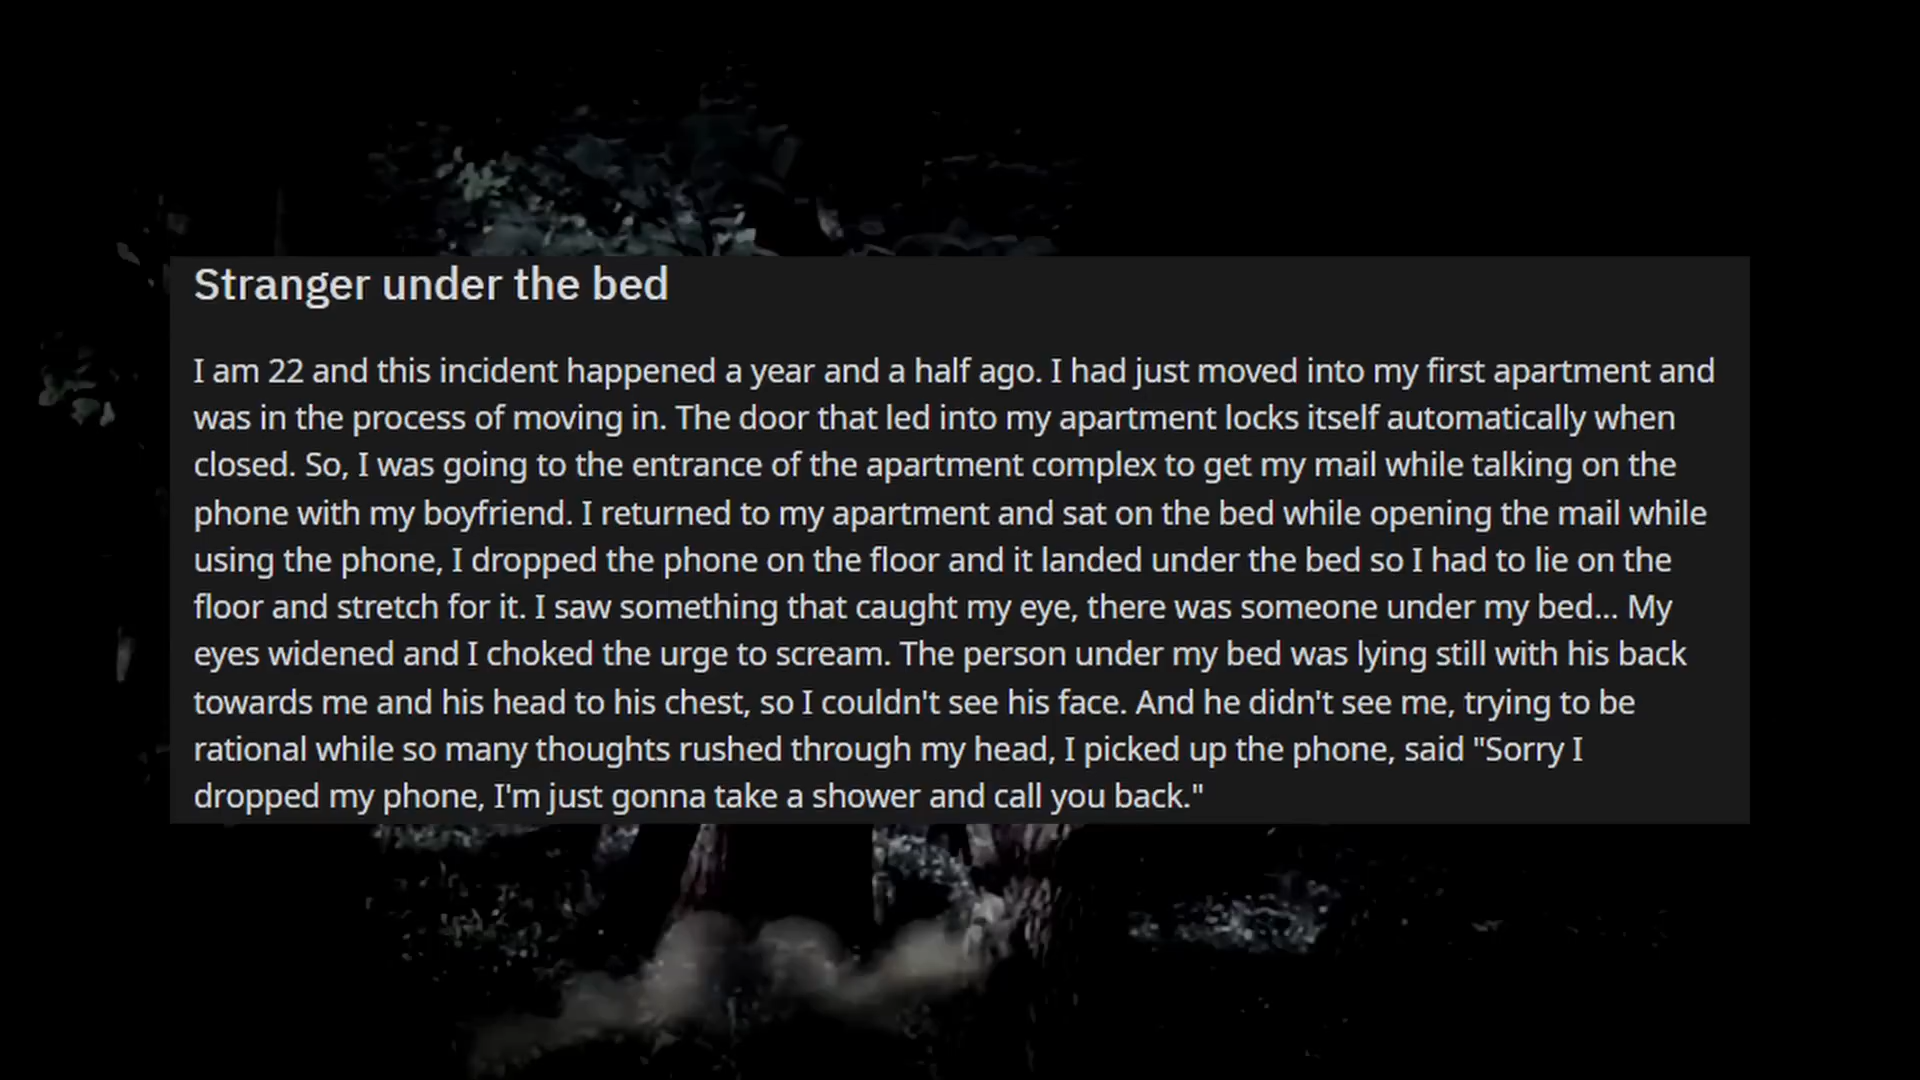 Stranger under the bed
I am 22 and this incident happened a year and a half ago. I had just moved into my first apartment and
was in the process of moving in. The door that led into my apartment locks itself automatically when
closed. So, I was going to the entrance of the apartment complex to get my mail while talking on the
phone with my boyfriend. I returned to my apartment and sat on the bed while opening the mail while
using the phone, I dropped the phone on the floor and it landed under the bed so I had to lie on the
floor and stretch for it. I saw something that caught my eye, there was someone under my bed... My
eyes widened and I choked the urge to scream. The person under my bed was lying still with his back
towards me and his head to his chest, so I couldn't see his face. And he didn't see me, trying to be
rational while so many thoughts rushed through my head, I picked up the phone, said "Sorry I
dropped my phone, I'm just gonna take a shower and call you back."